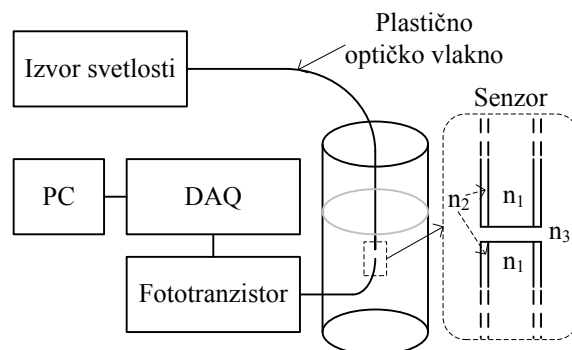 Plastično
optičko vlakno
Izvor svetlosti
Senzor
PC
DAQ
n2
n1
n3
n1
Fototranzistor